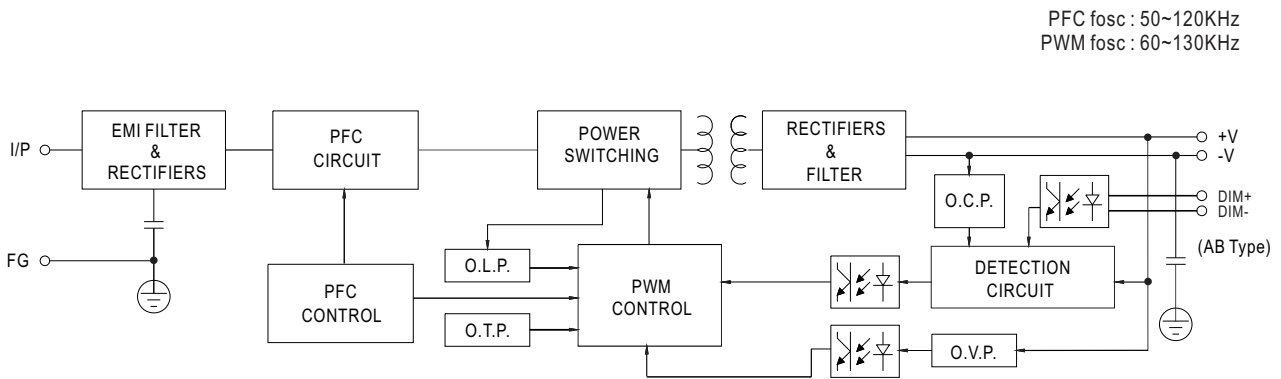 PFC fosc : 50~120KHz
PWM fosc : 60~130KHz
I/P
EMI FILTER
&
RECTIFIERS
PFC
CIRCUIT
POWER
SWITCHING
RECTIFIERS
&
FILTER
+V
-V
DIM+
DIM-
(AB Type)
O.C.P.
FG
O.L.P.
PFC
CONTROL
O.T.P.
PWM
CONTROL
DETECTION
CIRCUIT
O.V.P.